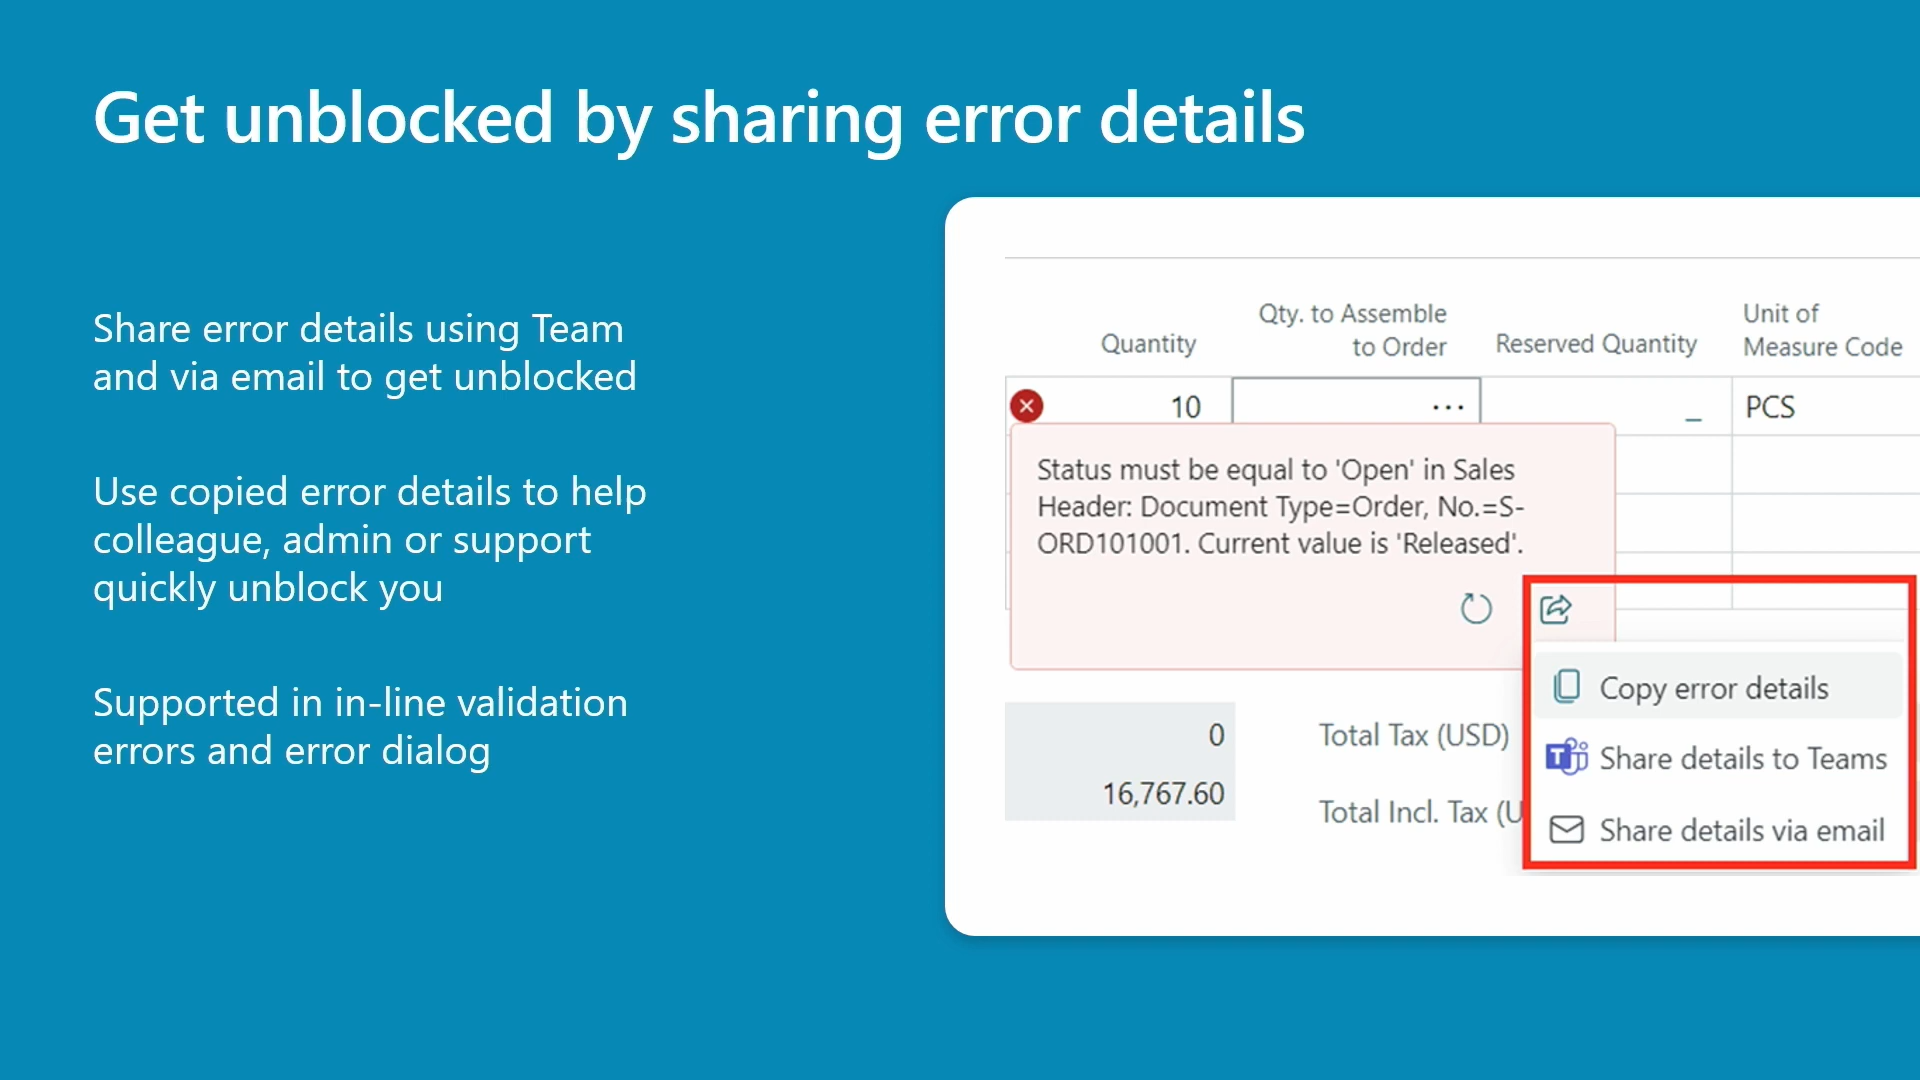 Get unblocked by sharing error details
Share error details using Team
and via email to get unblocked
Use copied error details to help
colleague, admin or support
quickly unblock you
Supported in in-line validation
errors and error dialog
Quantity
Qty. to Assemble
to Order
Reserved Quantity
Unit of
Measure Code
10
...
_
PCS
Status must be equal to 'Open' in Sales
Header: Document Type=Order, No.=S-
ORD101001. Current value is 'Released'.
Copy error details
Share details to Teams
Share details via email
0
Total Tax (USD)
16,767.60
Total Incl. Tax (U